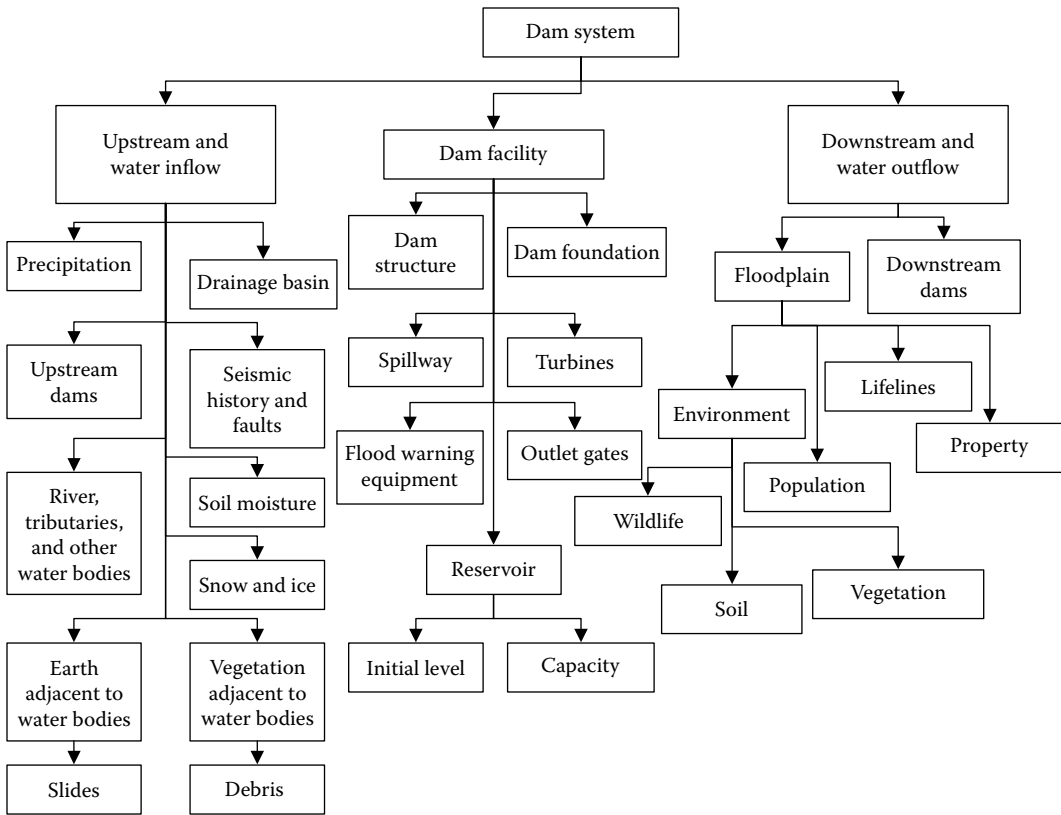 Dam system
Upstream and
water inflow
Dam facility
Downstream and
water outflow
Precipitation
Drainage basin
Dam
structure
Dam foundation
Floodplain
Downstream
dams
Upstream
dams
Seismic
history and
faults
Spillway
Turbines
Environment
Lifelines
Property
River,
tributaries,
and other
water bodies
Soil moisture
Flood warning
equipment
Outlet gates
Population
Wildlife
Snow and ice
Reservoir
Soil
Vegetation
Earth
adjacent to
water bodies
Vegetation
adjacent to
water bodies
Initial level
Capacity
Slides
Debris